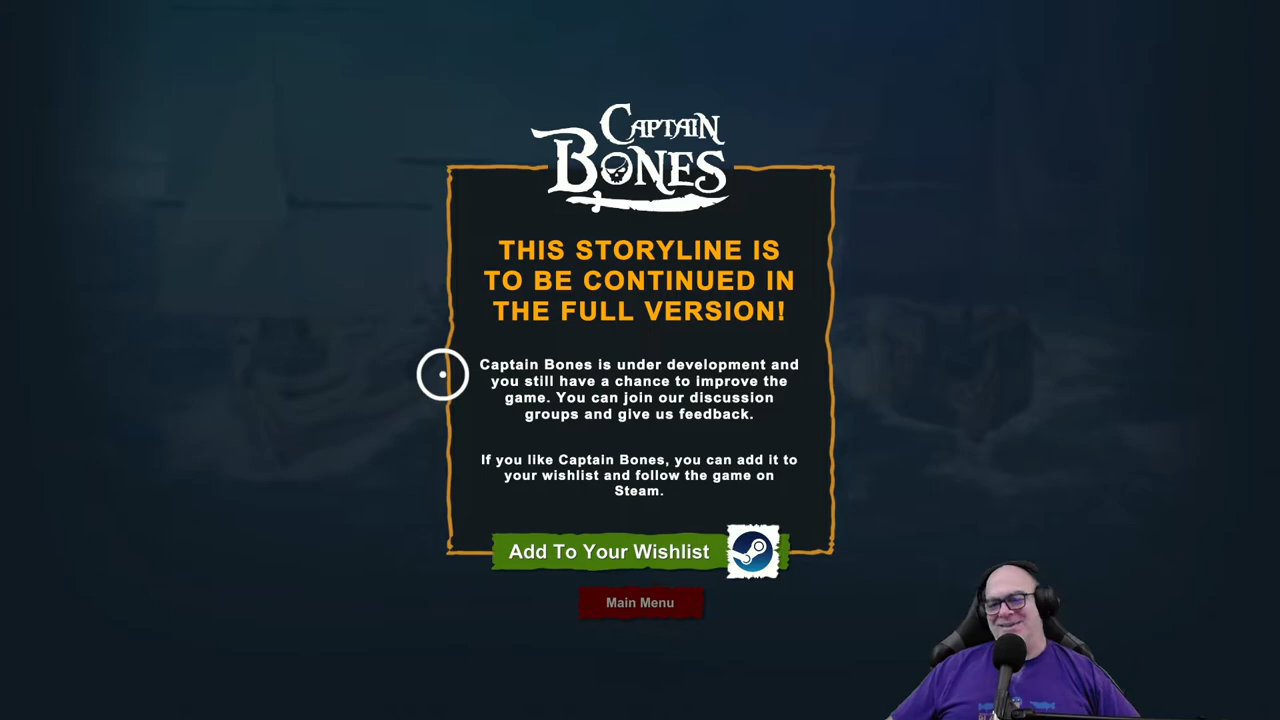 CAPTAIN
BONES
THIS STORYLINE IS
TO BE CONTINUED IN
THE FULL VERSION!
Captain Bones is under development and
you still have a chance to improve the
game. You can join our discussion
groups and give us feedback.
If you like Captain Bones, you can add it to
your wishlist and follow the game on
Steam.
Add To Your Wishlist
Main Menu